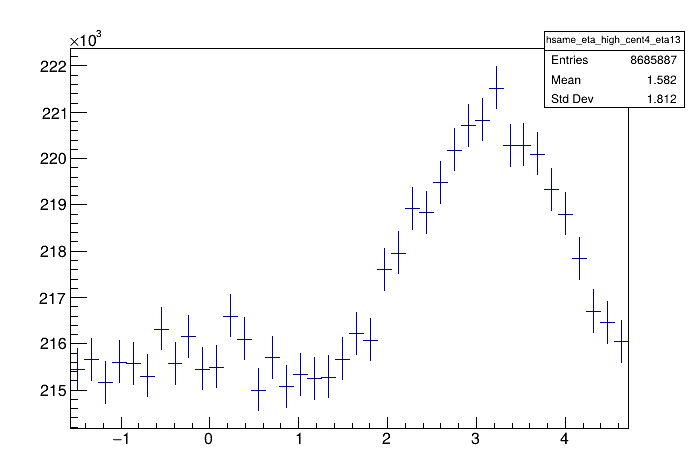 ×10³
hsame_eta_high_cent4_eta13
Entries 8685887
Mean 1.582
Std Dev 1.812
222
221
220
219
218
217
216
215
−1 0 1 2 3 4